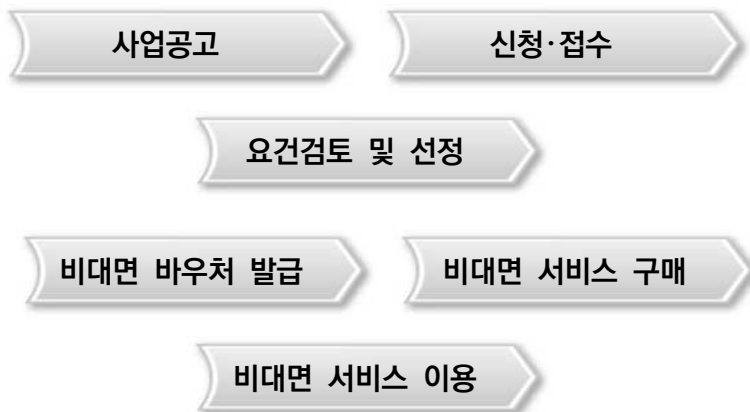 사업공고
신청·접수
요건검토 및 선정
비대면 바우처 발급
비대면 서비스 구매
비대면 서비스 이용